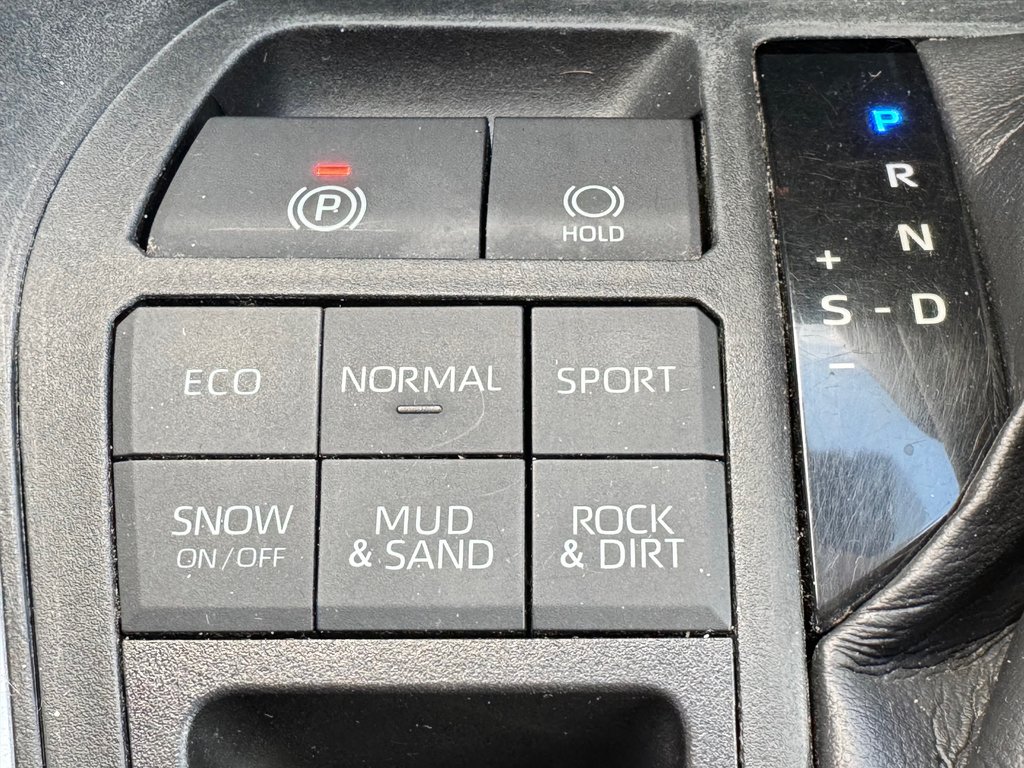 P
HOLD
P
R
N
+
S - D
−
ECO
NORMAL
SPORT
SNOW
ON/OFF
MUD
& SAND
ROCK
& DIRT